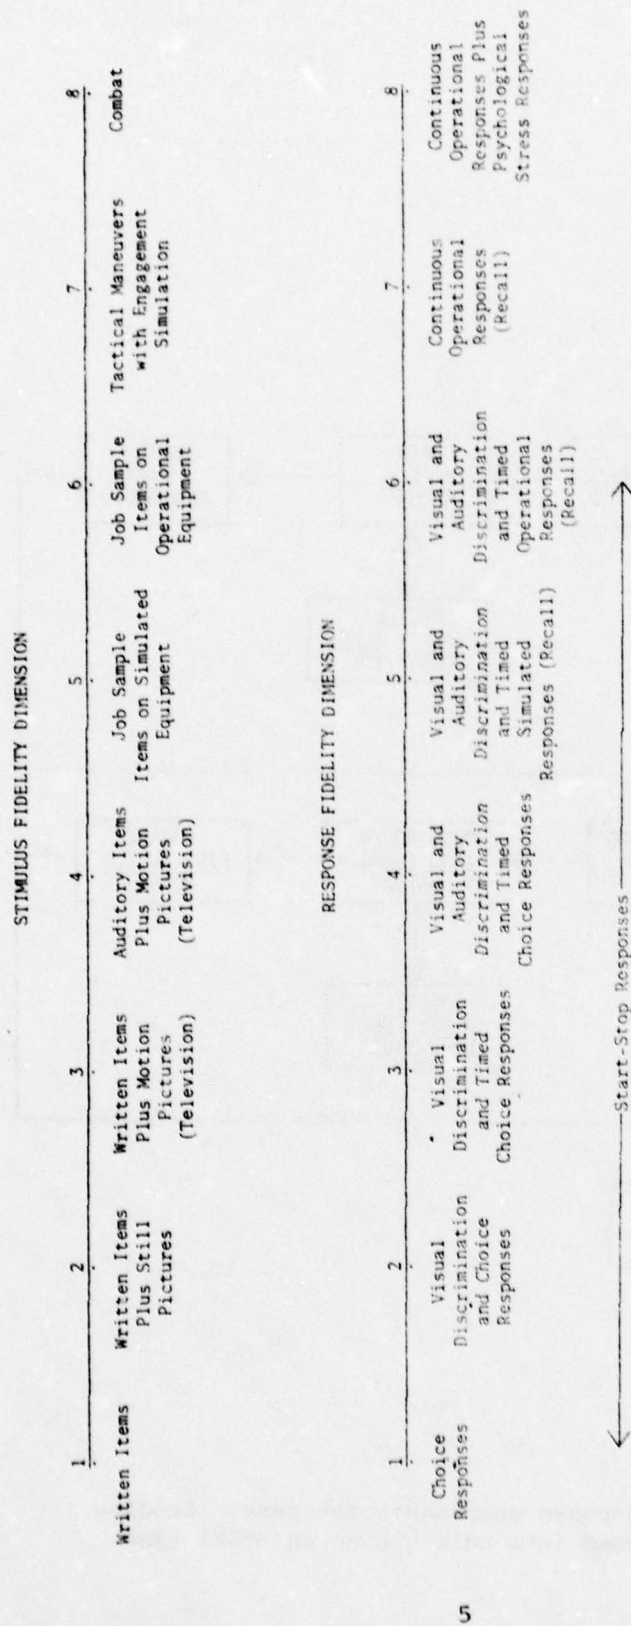 STIMULUS FIDELITY DIMENSION
1
2
3
4
5
6
7
8
Written Items
Written Items
Plus Still
Pictures
Written Items
Plus Motion
Pictures
(Television)
Auditory Items
Plus Motion
Pictures
(Television)
Job Sample
Items on Simulated
Equipment
Job Sample
Items on
Operational
Equipment
Tactical Maneuvers
with Engagement
Simulation
Combat
RESPONSE FIDELITY DIMENSION
1
2
3
4
5
6
7
8
Choice
Responses
Visual
Discrimination
and Choice
Responses
Visual
Discrimination
and Timed
Choice Responses
Visual and
Auditory
Discrimination
and Timed
Choice Responses
Visual and
Auditory
Discrimination
and Timed
Simulated
Responses (Recall)
Visual and
Auditory
Discrimination
and Timed
Operational
Responses
(Recall)
Continuous
Operational
Responses
(Recall)
Continuous
Operational
Responses Plus
Psychological
Stress Responses
Start-Stop Responses
5